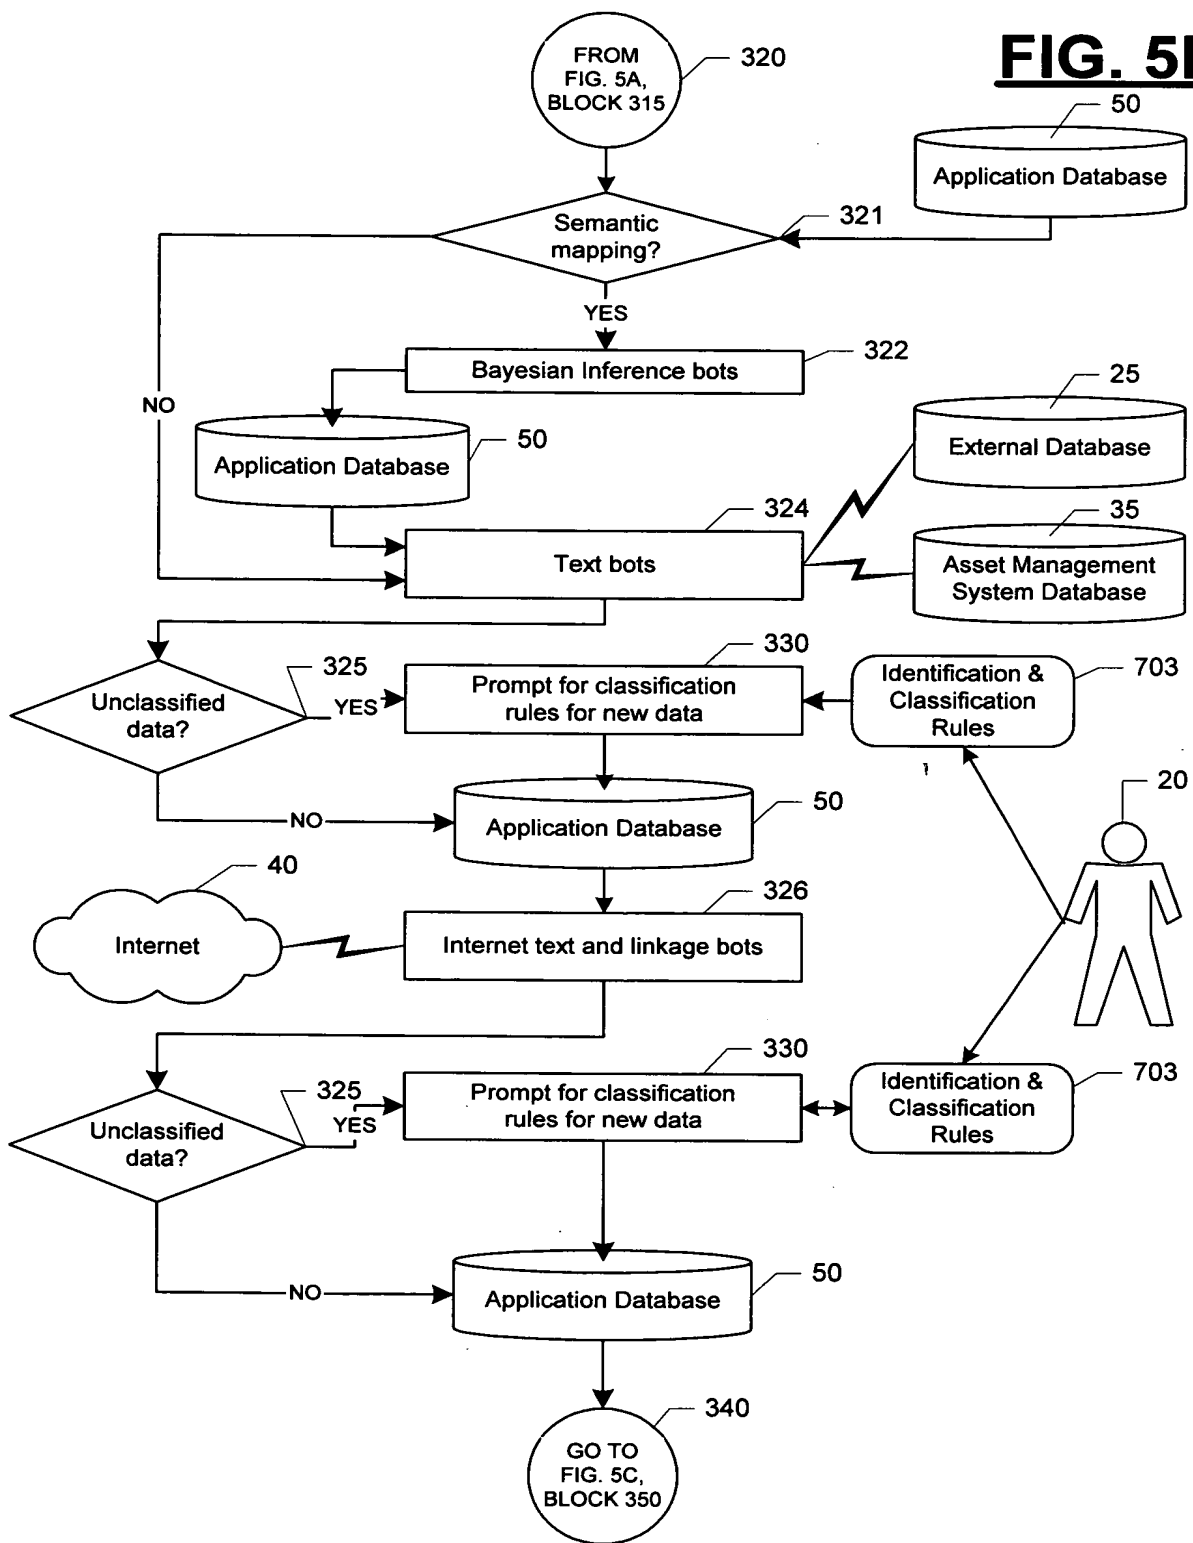 FROM
FIG. 5A,
BLOCK 315
320
FIG. 5
50
Application Database
Semantic
mapping?
321
YES
NO
Bayesian Inference bots
322
Application Database
50
25
External Database
324
Text bots
35
Asset Management
System Database
325
Unclassified
data?
YES
330
Prompt for classification
rules for new data
Identification &
Classification
Rules
703
NO
Application Database
50
20
40
Internet
326
Internet text and linkage bots
325
Unclassified
data?
YES
330
Prompt for classification
rules for new data
Identification &
Classification
Rules
703
NO
Application Database
50
340
GO TO
FIG. 5C,
BLOCK 350